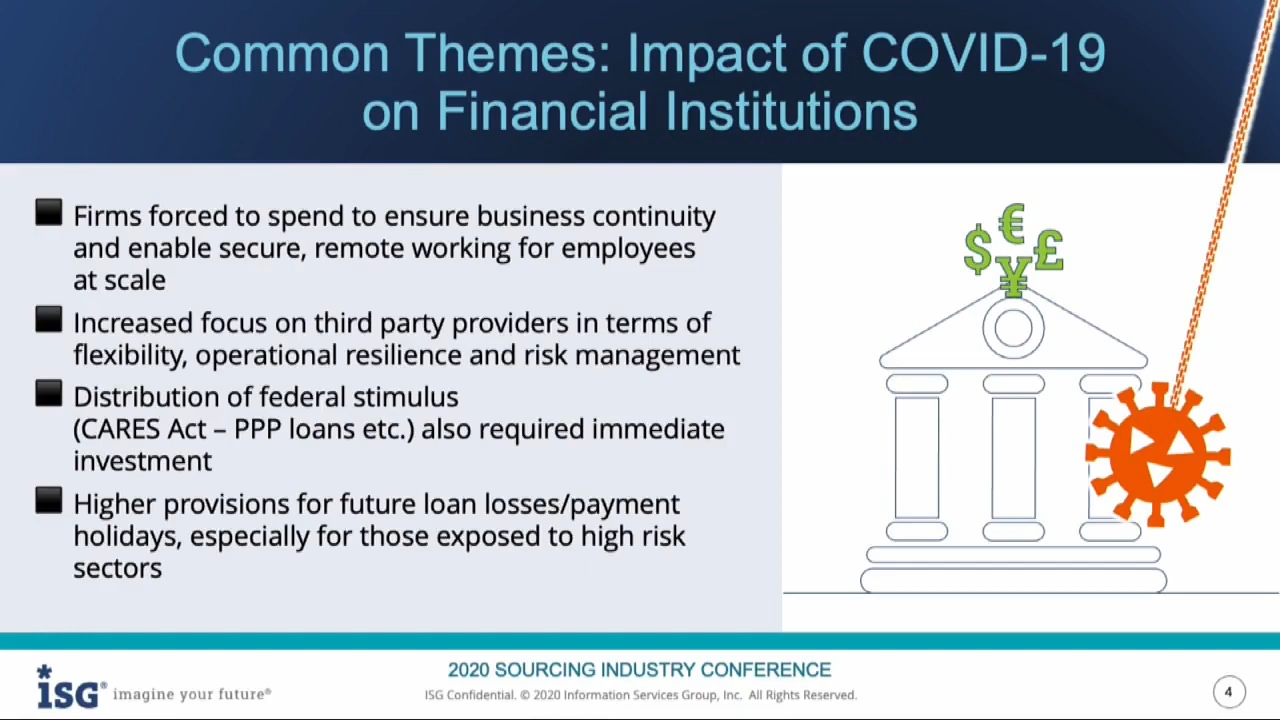 Common Themes: Impact of COVID-19
on Financial Institutions
Firms forced to spend to ensure business continuity
and enable secure, remote working for employees
at scale
Increased focus on third party providers in terms of
flexibility, operational resilience and risk management
Distribution of federal stimulus
(CARES Act – PPP loans etc.) also required immediate
investment
Higher provisions for future loan losses/payment
holidays, especially for those exposed to high risk
sectors
$ € £
¥
2020 SOURCING INDUSTRY CONFERENCE
ISG Confidential. © 2020 Information Services Group, Inc. All Rights Reserved.
ISG® imagine your future®
4